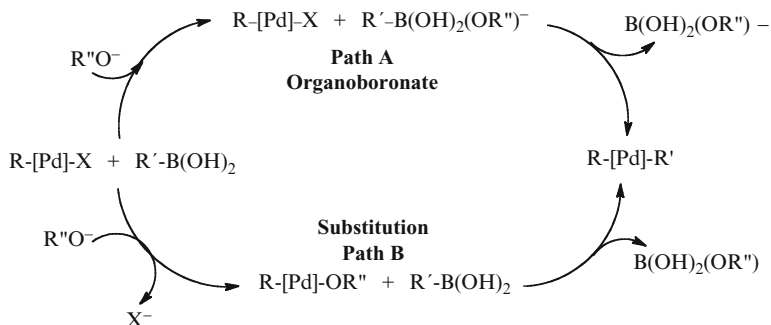 R-[Pd]-X + R´-B(OH)₂(OR")⁻
B(OH)₂(OR") –
R"O⁻
Path A
Organoboronate
R-[Pd]-X + R´-B(OH)₂
R-[Pd]-R'
Substitution
R"O⁻
Path B
B(OH)₂(OR")
R-[Pd]-OR" + R´-B(OH)₂
X⁻